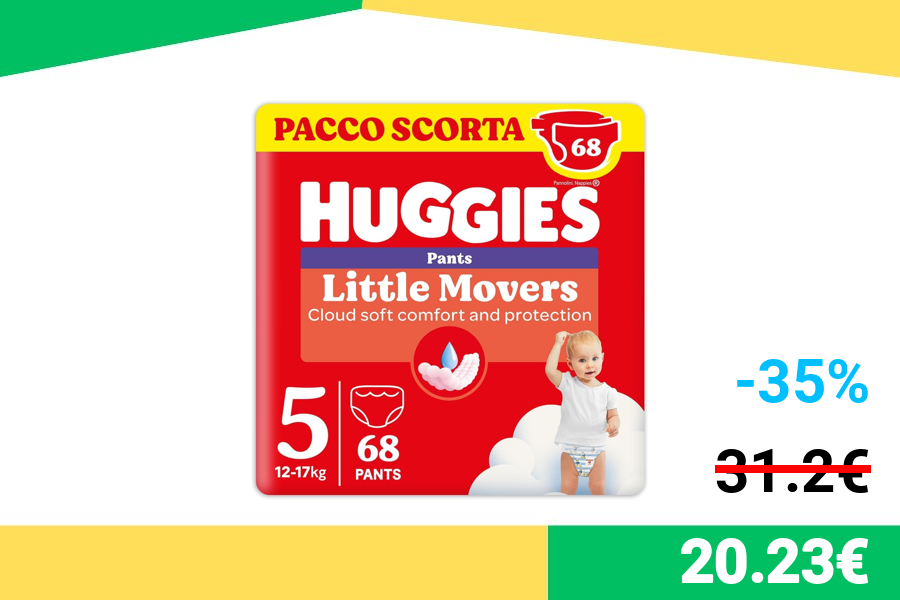 PACCO SCORTA
68
Pannolini. Nappies®
HUGGIES
Pants
Little Movers
Cloud soft comfort and protection
5
12-17kg
68
PANTS
-35%
31.2€
20.23€